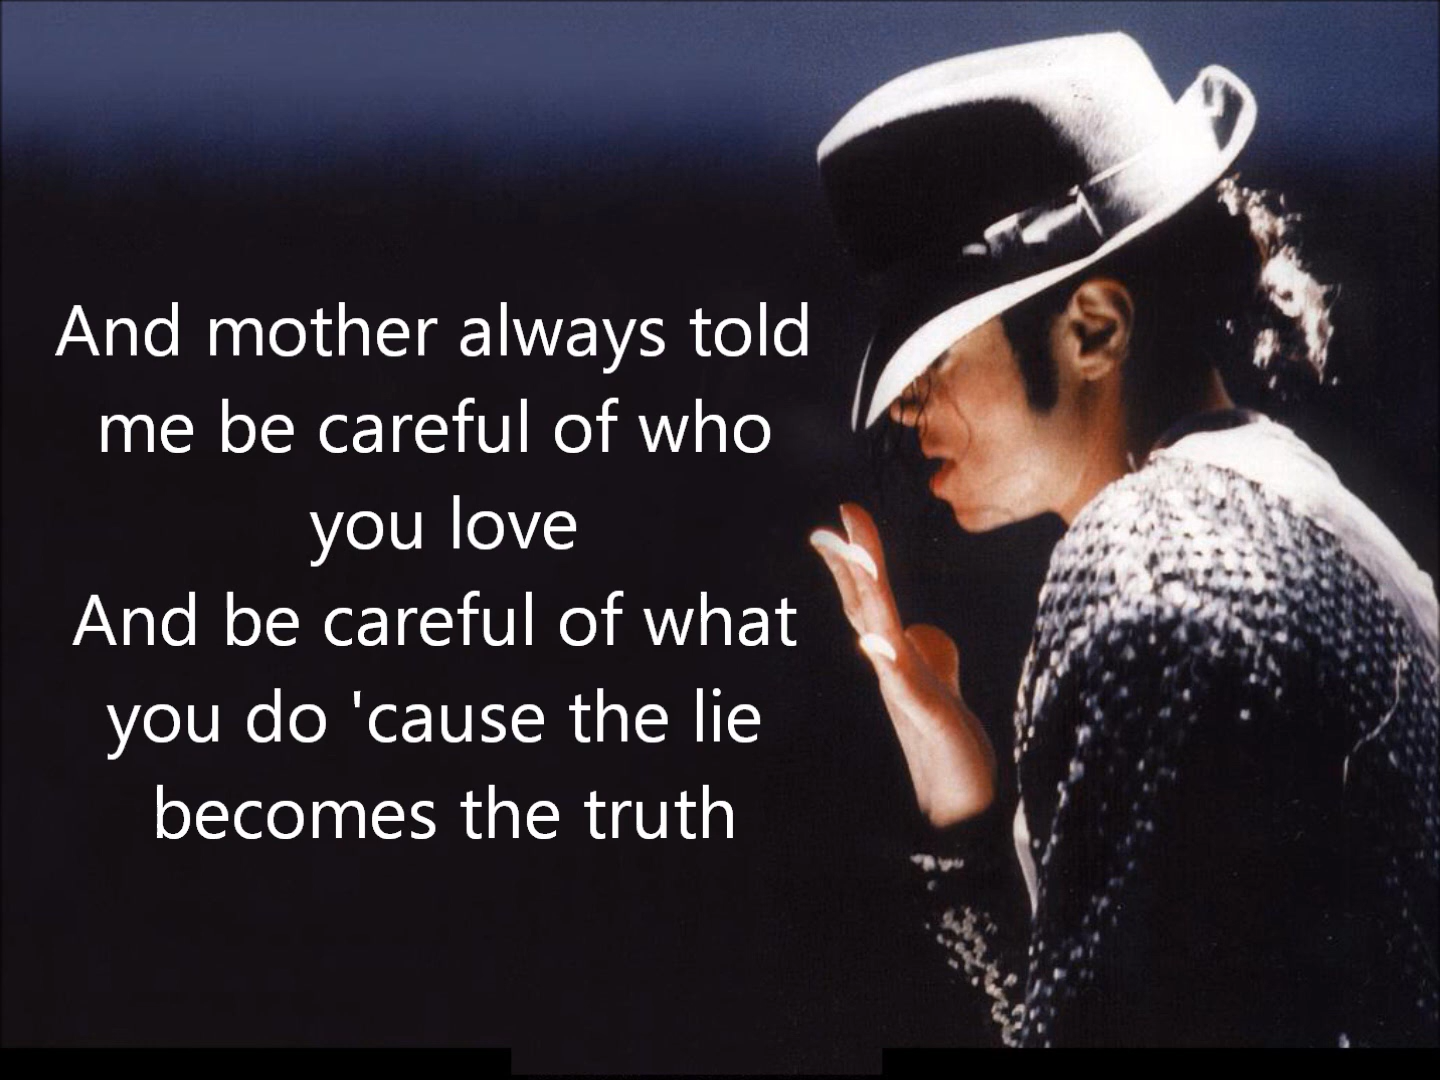 And mother always told
me be careful of who
you love
And be careful of what
you do 'cause the lie
becomes the truth